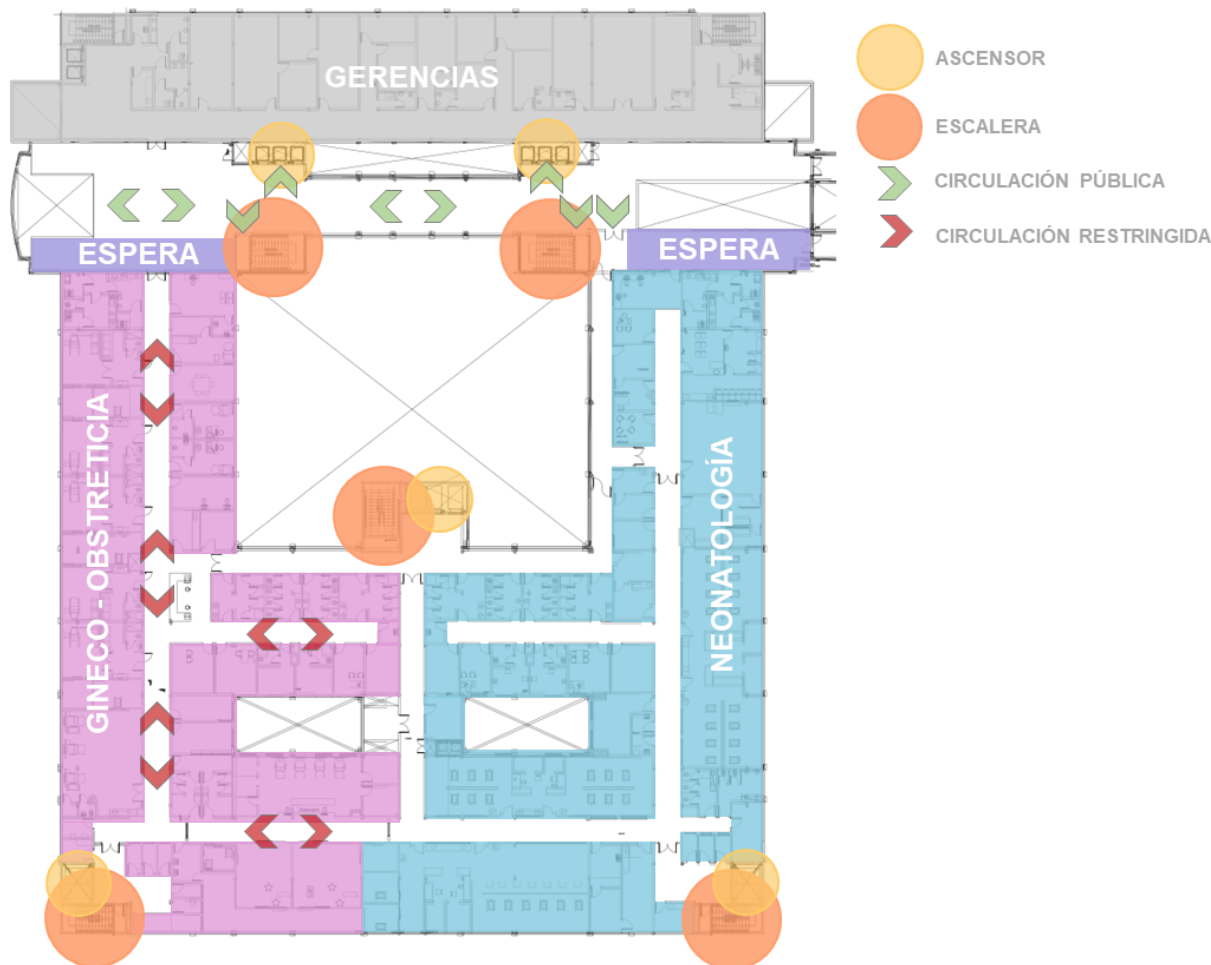 GERENCIAS
ASCENSOR
ESCALERA
CIRCULACIÓN PÚBLICA
CIRCULACIÓN RESTRINGIDA
ESPERA
ESPERA
GINECO - OBSTRETICIA
NEONATOLOGÍA